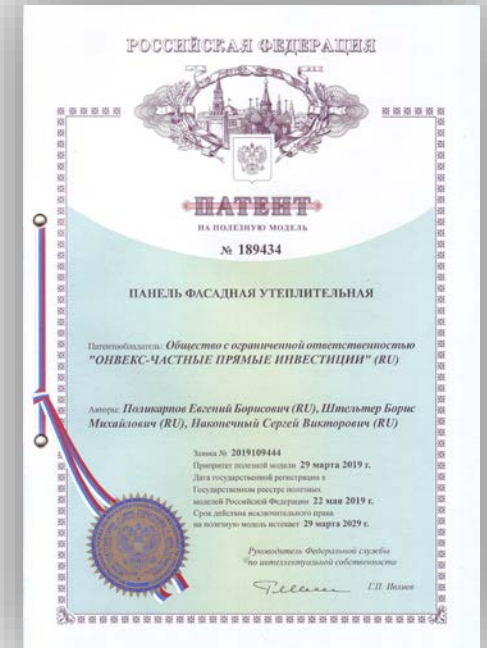 РОССИЙСКАЯ ФЕДЕРАЦИЯ
ПАТЕНТ
НА ПОЛЕЗНУЮ МОДЕЛЬ
№ 189434
ПАНЕЛЬ ФАСАДНАЯ УТЕПЛИТЕЛЬНАЯ
Патентообладатель: Общество с ограниченной ответственностью
"ОНВЕКС-ЧАСТНЫЕ ПРЯМЫЕ ИНВЕСТИЦИИ" (RU)
Авторы: Поликарпов Евгений Борисович (RU), Штельтер Борис
Михайлович (RU), Наконечный Сергей Викторович (RU)
Заявка № 2019109444
Приоритет полезной модели 29 марта 2019 г.
Дата государственной регистрации в
Государственном реестре полезных
моделей Российской Федерации 22 мая 2019 г.
Срок действия исключительного права
на полезную модель истекает 29 марта 2029 г.
Руководитель Федеральной службы
по интеллектуальной собственности
Г.П. Ивлиев